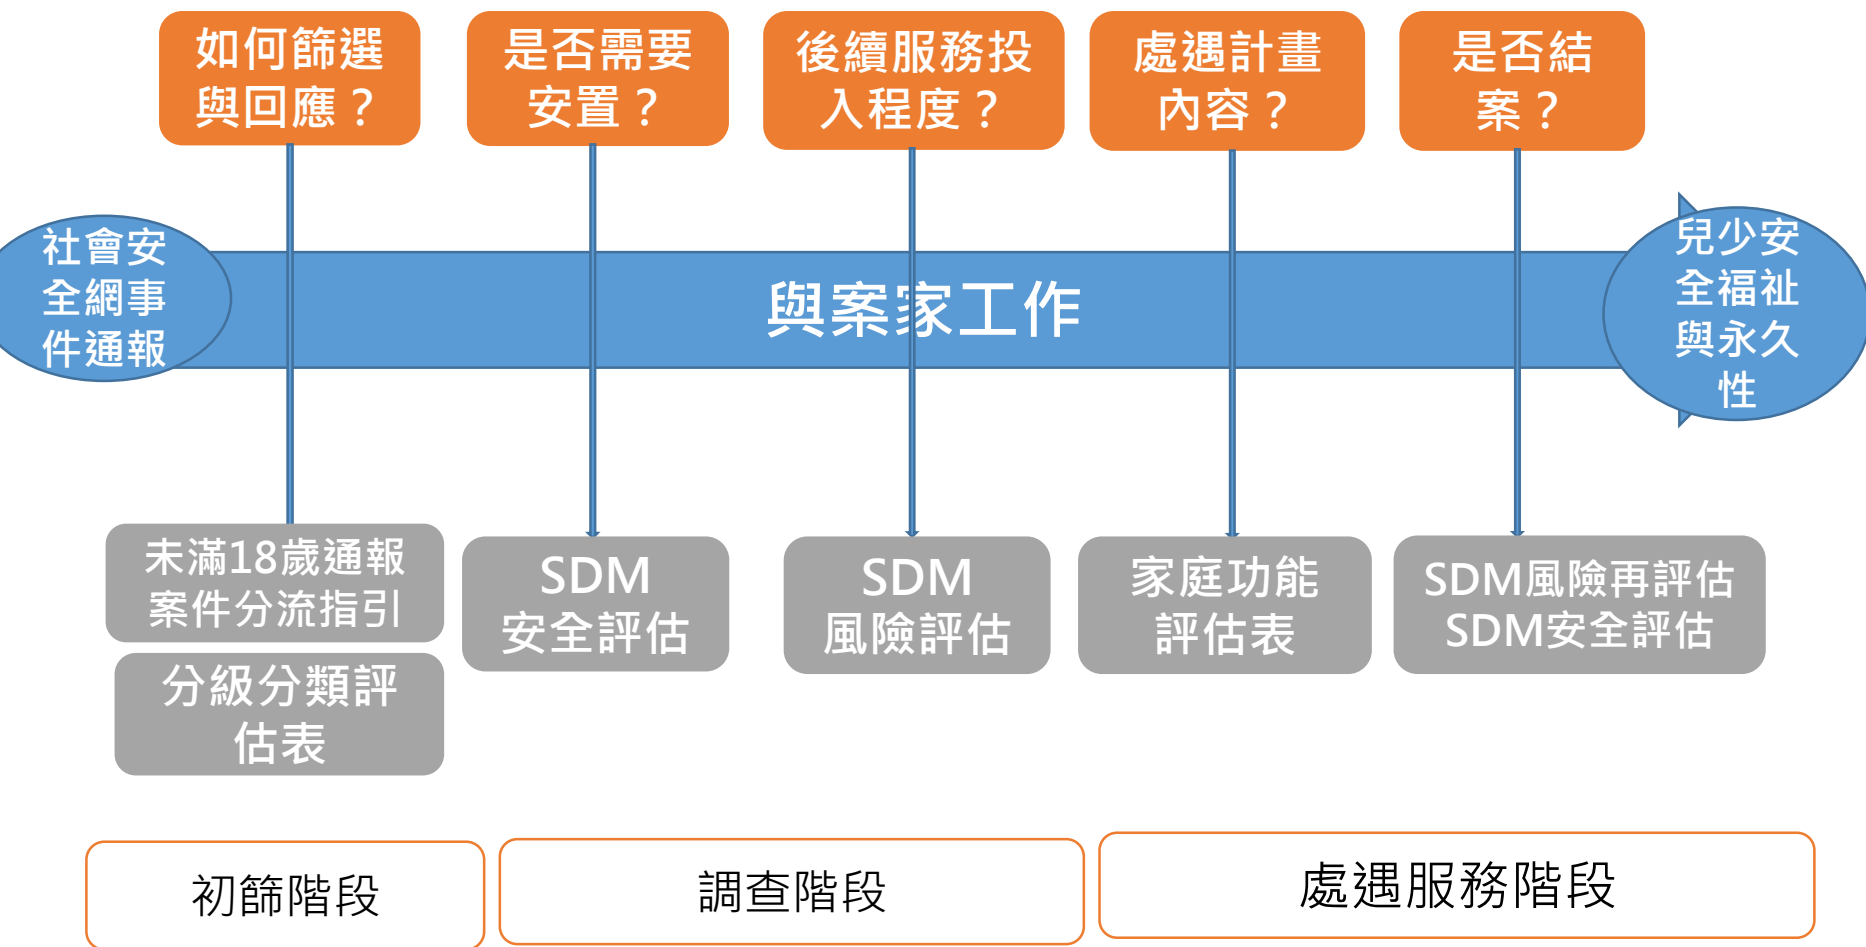 如何篩選
與回應？
是否需要
安置？
後續服務投
入程度？
處遇計畫
內容？
是否結
案？
社會安
全網事
件通報
與案家工作
兒少安
全福祉
與永久
性
未滿18歲通報
案件分流指引
分級分類評
估表
SDM
安全評估
SDM
風險評估
家庭功能
評估表
SDM風險再評估
SDM安全評估
初篩階段
調查階段
處遇服務階段